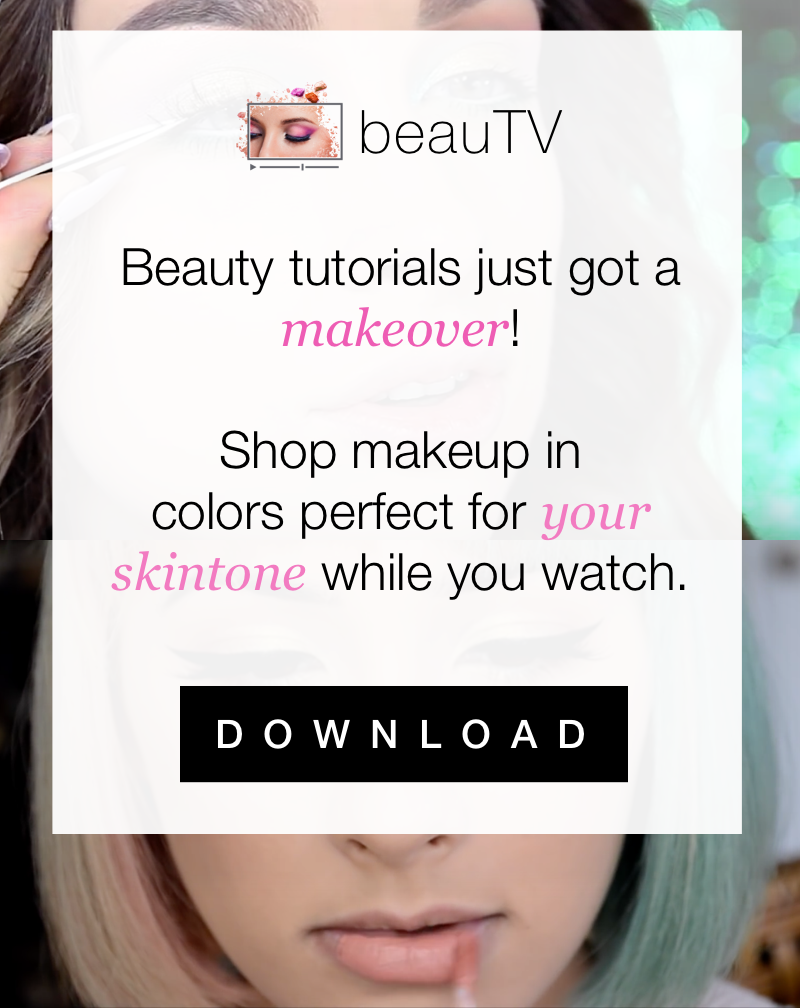 beauTV
Beauty tutorials just got a
makeover!
Shop makeup in
colors perfect for your
skintone while you watch.
DOWNLOAD